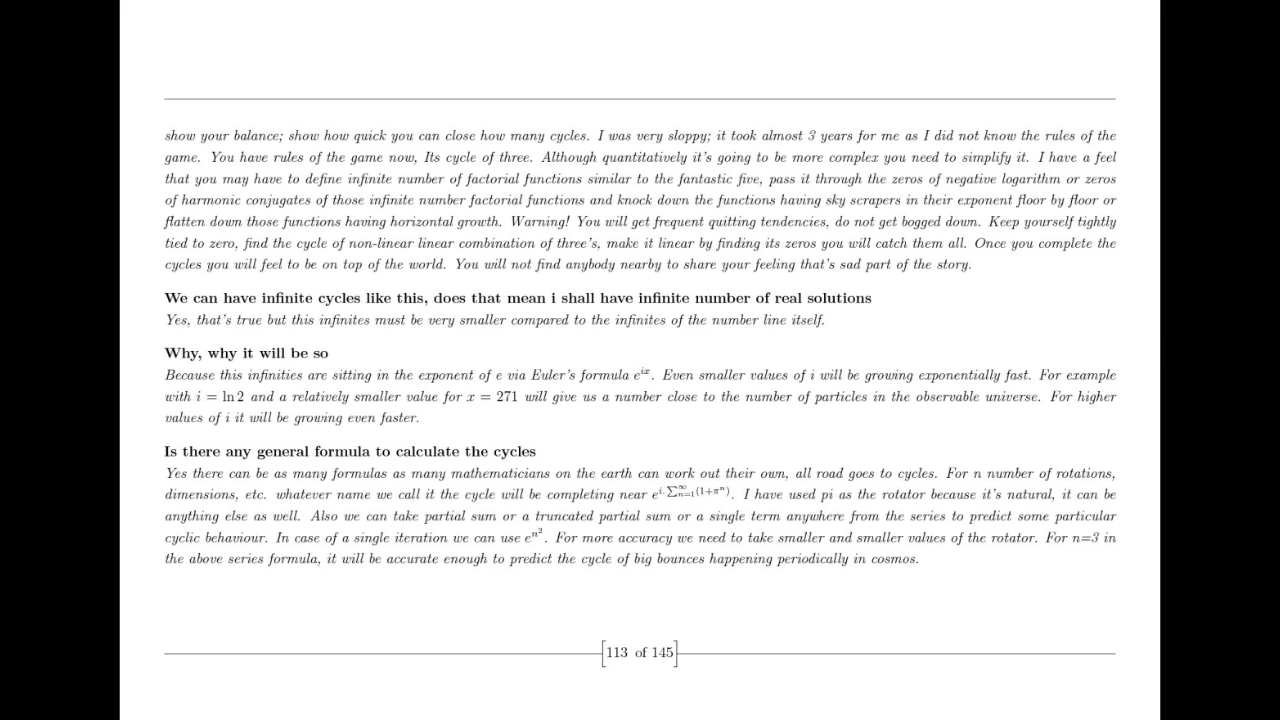 show your balance; show how quick you can close how many cycles. I was very sloppy; it took almost 3 years for me as I did not know the rules of the
game. You have rules of the game now, Its cycle of three. Although quantitatively it's going to be more complex you need to simplify it. I have a feel
that you may have to define infinite number of factorial functions similar to the fantastic five, pass it through the zeros of negative logarithm or zeros
of harmonic conjugates of those infinite number factorial functions and knock down the functions having sky scrapers in their exponent floor by floor or
flatten down those functions having horizontal growth. Warning! You will get frequent quitting tendencies, do not get bogged down. Keep yourself tightly
tied to zero, find the cycle of non-linear linear combination of three's, make it linear by finding its zeros you will catch them all. Once you complete the
cycles you will feel to be on top of the world. You will not find anybody nearby to share your feeling that's sad part of the story.
We can have infinite cycles like this, does that mean i shall have infinite number of real solutions
Yes, that's true but this infinites must be very smaller compared to the infinites of the number line itself.
Why, why it will be so
Because this infinities are sitting in the exponent of e via Euler's formula e^{ix}. Even smaller values of i will be growing exponentially fast. For example
with i = ln 2 and a relatively smaller value for x = 271 will give us a number close to the number of particles in the observable universe. For higher
values of i it will be growing even faster.
Is there any general formula to calculate the cycles
Yes there can be as many formulas as many mathematicians on the earth can work out their own, all road goes to cycles. For n number of rotations,
dimensions, etc. whatever name we call it the cycle will be completing near e^{i.∑_{n=1}^{∞}(1+π^n)}. I have used pi as the rotator because it's natural, it can be
anything else as well. Also we can take partial sum or a truncated partial sum or a single term anywhere from the series to predict some particular
cyclic behaviour. In case of a single iteration we can use e^{n^2}. For more accuracy we need to take smaller and smaller values of the rotator. For n=3 in
the above series formula, it will be accurate enough to predict the cycle of big bounces happening periodically in cosmos.
[113 of 145]